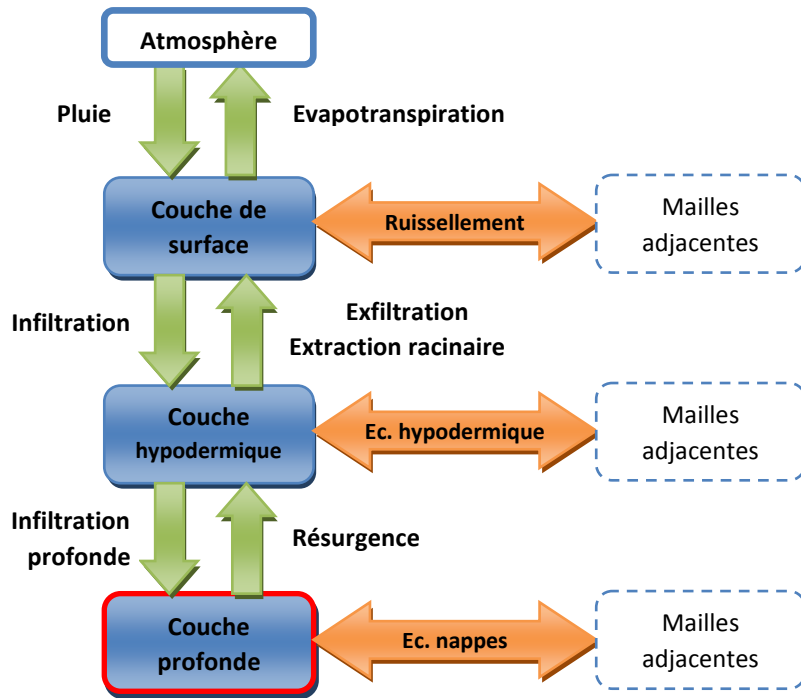 Atmosphère
Pluie
Evapotranspiration
Couche de
surface
Ruissellement
Mailles
adjacentes
Infiltration
Exfiltration
Extraction racinaire
Couche
hypodermique
Ec. hypodermique
Mailles
adjacentes
Infiltration
profonde
Résurgence
Couche
profonde
Ec. nappes
Mailles
adjacentes